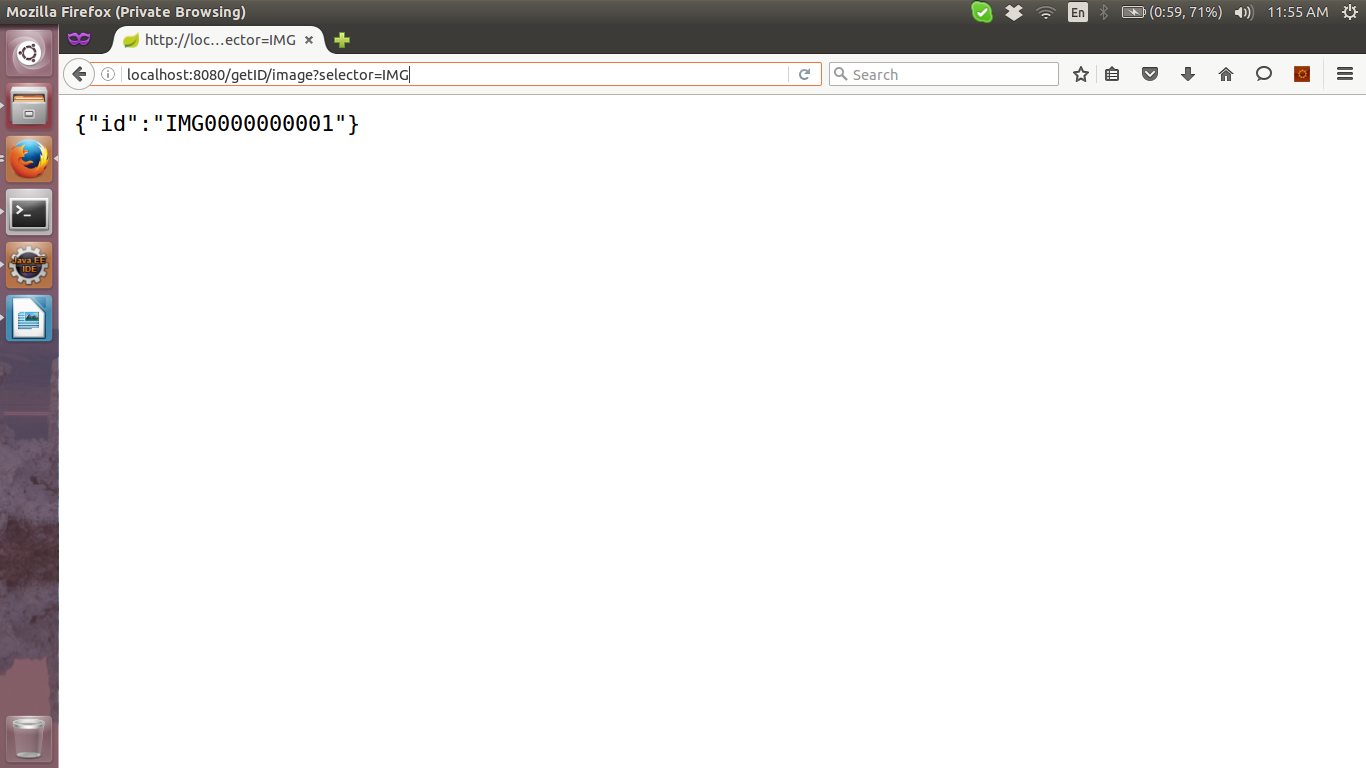 Mozilla Firefox (Private Browsing)
En
(0:59, 71%)
11:55 AM
http://loc...ector=IMG
localhost:8080/getID/image?selector=IMG
Search
{"id":"IMG0000000001"}
Java EE
IDE